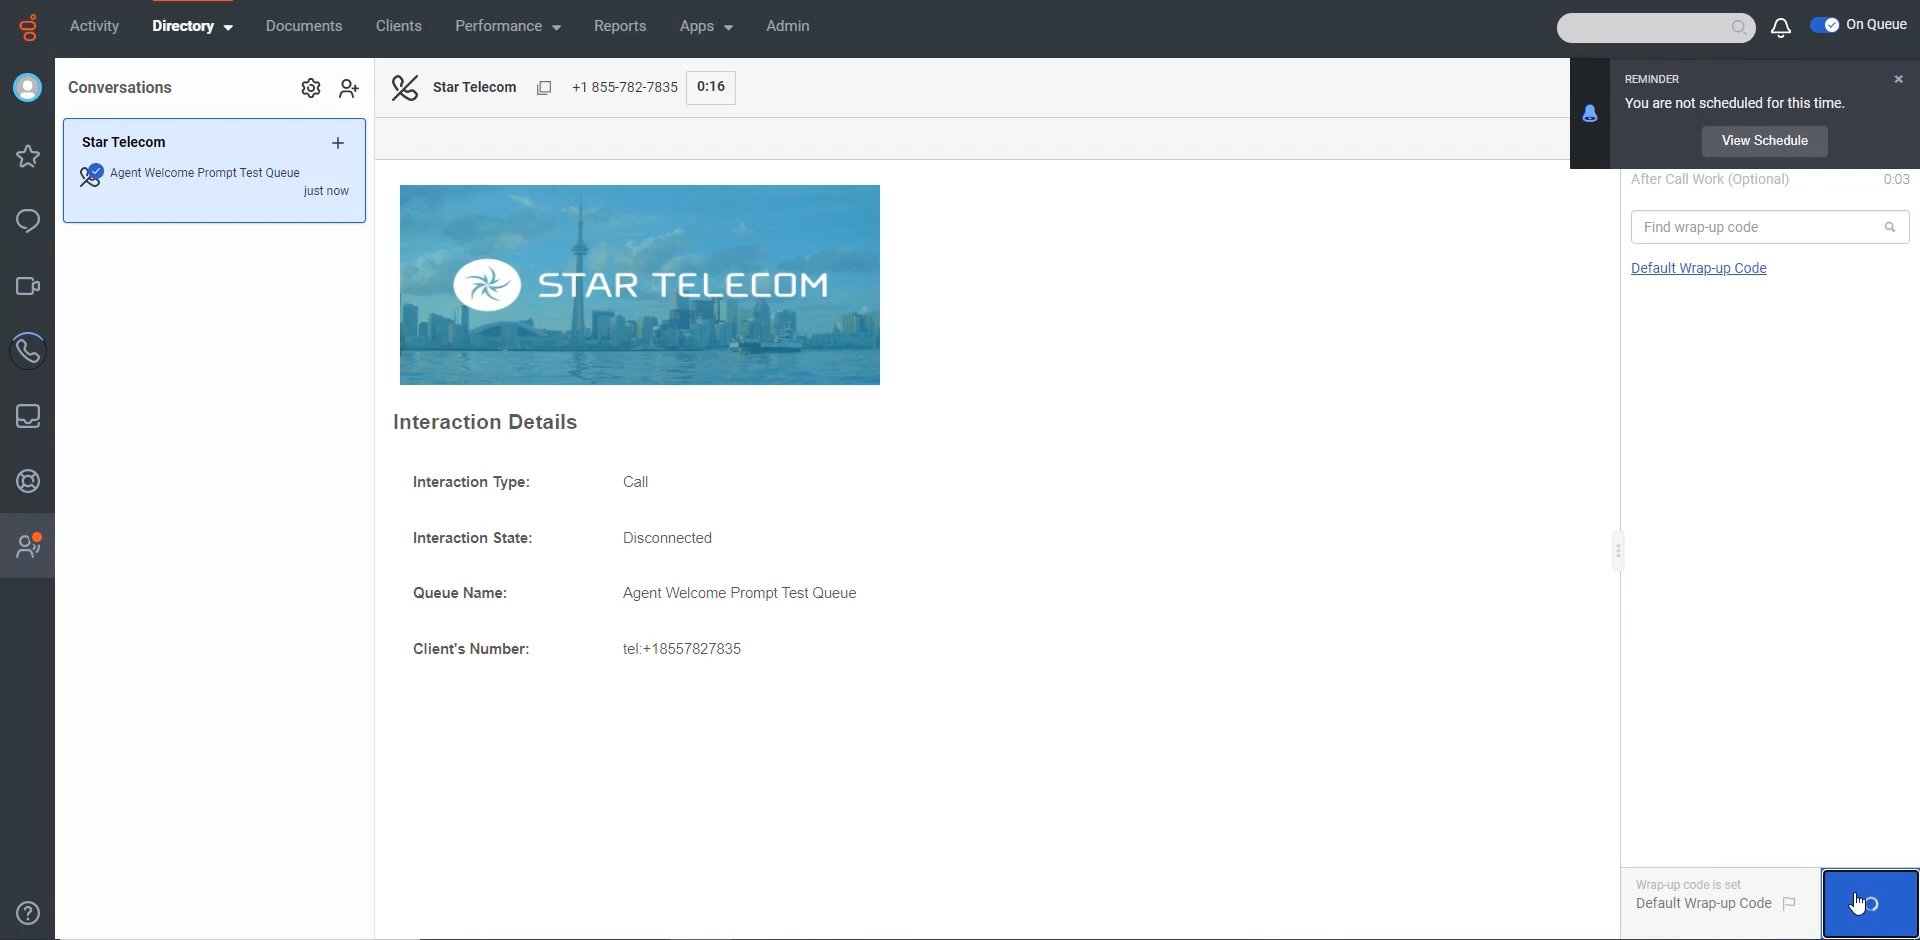 Activity Directory Documents Clients Performance Reports Apps Admin
On Queue
Conversations
Star Telecom
Agent Welcome Prompt Test Queue
just now
Star Telecom +1 855-782-7835 0:16
REMINDER
You are not scheduled for this time.
View Schedule
After Call Work (Optional) 0:03
Find wrap-up code
Default Wrap-up Code
STAR TELECOM
Interaction Details
Interaction Type: Call
Interaction State: Disconnected
Queue Name: Agent Welcome Prompt Test Queue
Client's Number: tel:+18557827835
Wrap-up code is set
Default Wrap-up Code